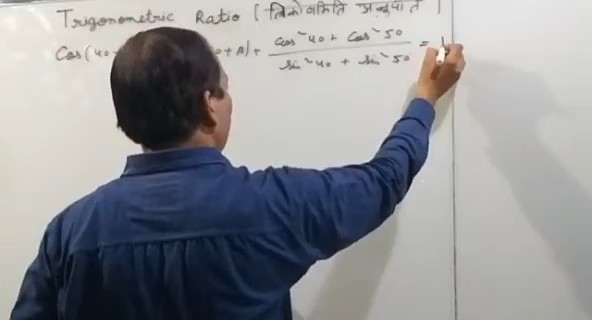 Trigonometric Ratio [त्रिकोणमिति अनुपात]
Cos(40 + A) + cos²40 + cos²50 / sin²40 + sin²50 = 1